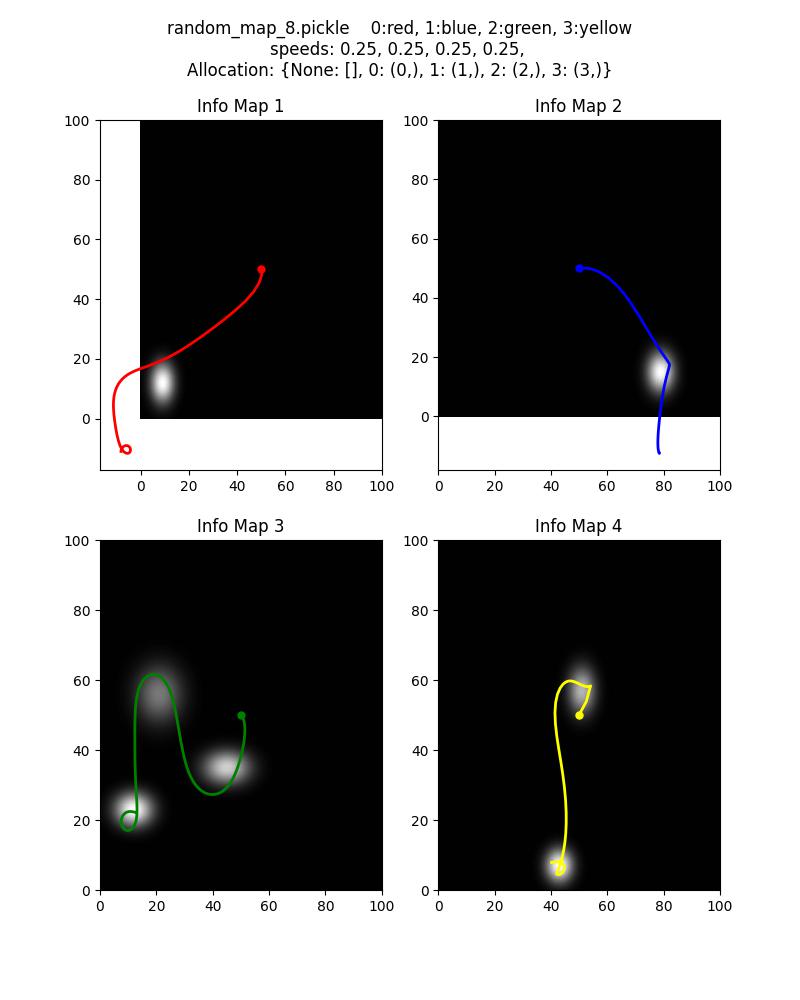 random_map_8.pickle    0:red, 1:blue, 2:green, 3:yellow
speeds: 0.25, 0.25, 0.25, 0.25,
Allocation: {None: [], 0: (0,), 1: (1,), 2: (2,), 3: (3,)}
Info Map 1
100
80
60
40
20
0
0 20 40 60 80 100
Info Map 2
100
80
60
40
20
0
0 20 40 60 80 100
Info Map 3
100
80
60
40
20
0
0 20 40 60 80 100
Info Map 4
100
80
60
40
20
0
0 20 40 60 80 100